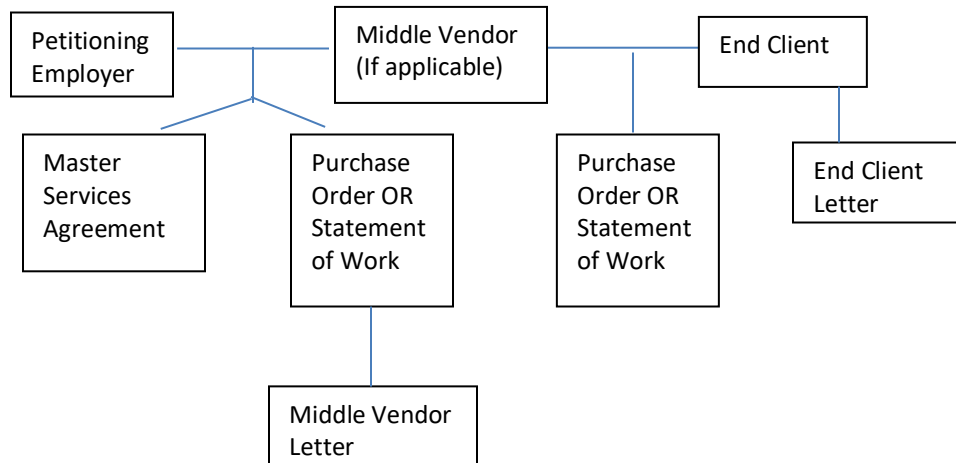 Petitioning
Employer
Middle Vendor
(If applicable)
End Client
Master
Services
Agreement
Purchase
Order OR
Statement
of Work
Purchase
Order OR
Statement
of Work
End Client
Letter
Middle Vendor
Letter